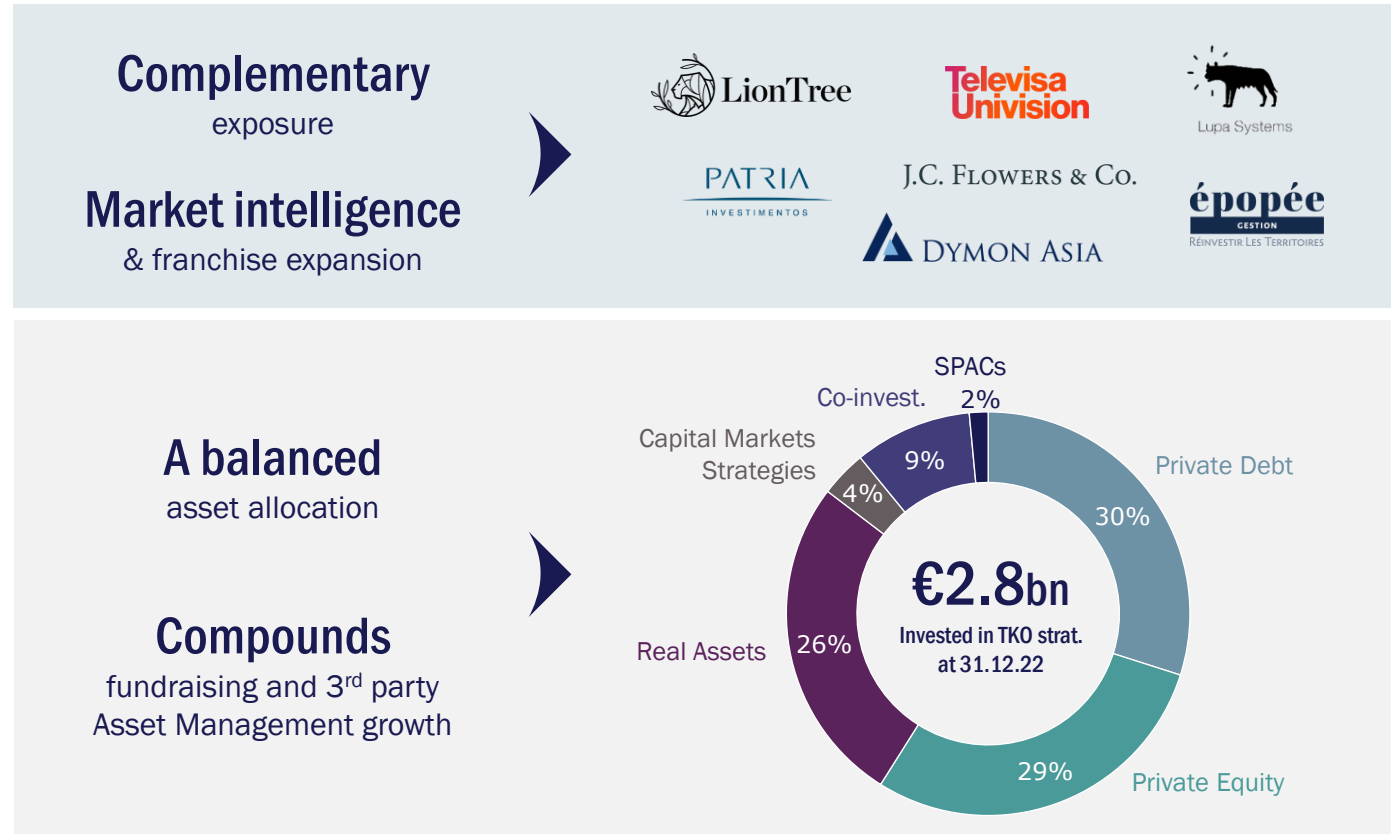 Complementary
exposure
Market intelligence
& franchise expansion
LionTree
Televisa
Univision
Lupa Systems
PATRIA
INVESTIMENTOS
J.C. FLOWERS & CO.
DYMON ASIA
épopée
GESTION
RÉINVESTIR LES TERRITOIRES
A balanced
asset allocation
Compounds
fundraising and 3rd party
Asset Management growth
SPACs
2%
Co-invest.
9%
Capital Markets
Strategies
4%
Private Debt
30%
€2.8bn
Invested in TKO strat.
at 31.12.22
Real Assets
26%
29%
Private Equity